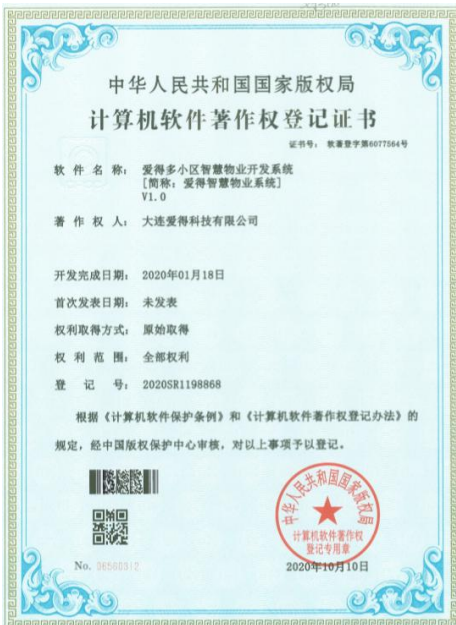 中华人民共和国国家版权局
计算机软件著作权登记证书
证书号： 软著登字第6077564号
软件名称： 爱得多小区智慧物业开发系统
[简称：爱得智慧物业系统]
V1.0
著作权人： 大连爱得科技有限公司
开发完成日期： 2020年01月18日
首次发表日期： 未发表
权利取得方式： 原始取得
权利范围： 全部权利
登记号： 2020SR1198868
根据《计算机软件保护条例》和《计算机软件著作权登记办法》的
规定，经中国版权保护中心审核，对以上事项予以登记。
中华人民共和国国家版权局
计算机软件著作权
登记专用章
No.
2020年10月10日